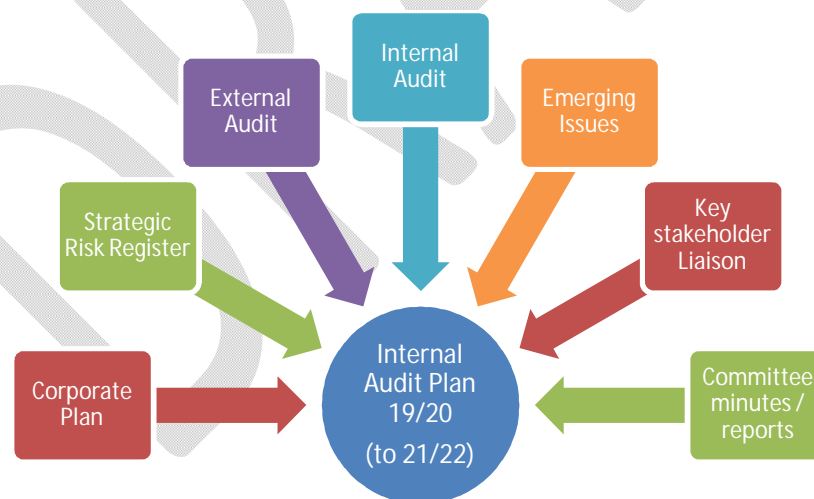 Internal
Audit
External
Audit
Emerging
Issues
Strategic
Risk Register
Key
stakeholder
Liaison
Corporate
Plan
Internal
Audit Plan
19/20
(to 21/22)
Committee
minutes /
reports